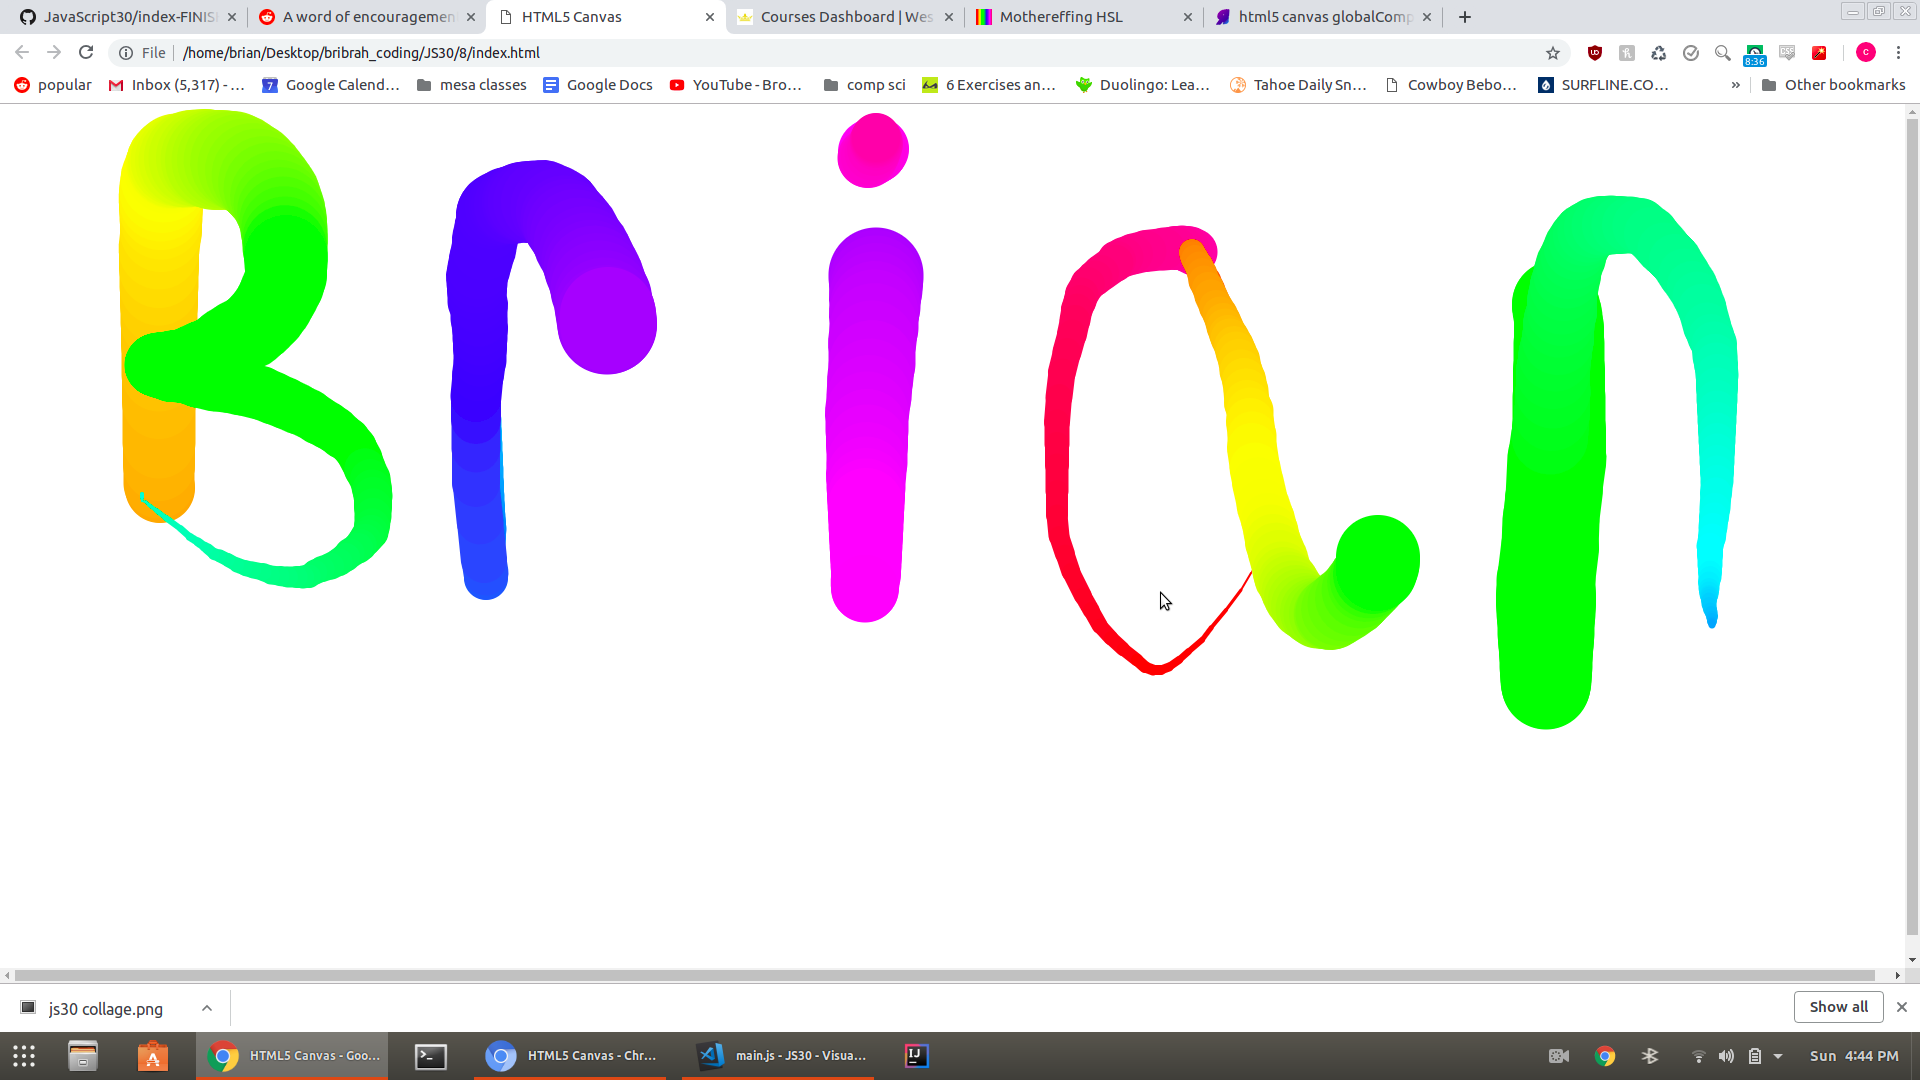 JavaScript30/index-FINIS
A word of encouragemen
HTML5 Canvas
Courses Dashboard | Wes
Mothereffing HSL
html5 canvas globalComp
File
/home/brian/Desktop/bribrah_coding/JS30/8/index.html
8:36
C
popular
Inbox (5,317) - ...
Google Calend...
mesa classes
Google Docs
YouTube - Bro...
comp sci
6 Exercises an...
Duolingo: Lea...
Tahoe Daily Sn...
Cowboy Bebo...
SURFLINE.CO...
»
Other bookmarks
Brian
js30 collage.png
Show all
HTML5 Canvas - Goo...
HTML5 Canvas - Chr...
main.js - JS30 - Visua...
IJ
Sun 4:44 PM